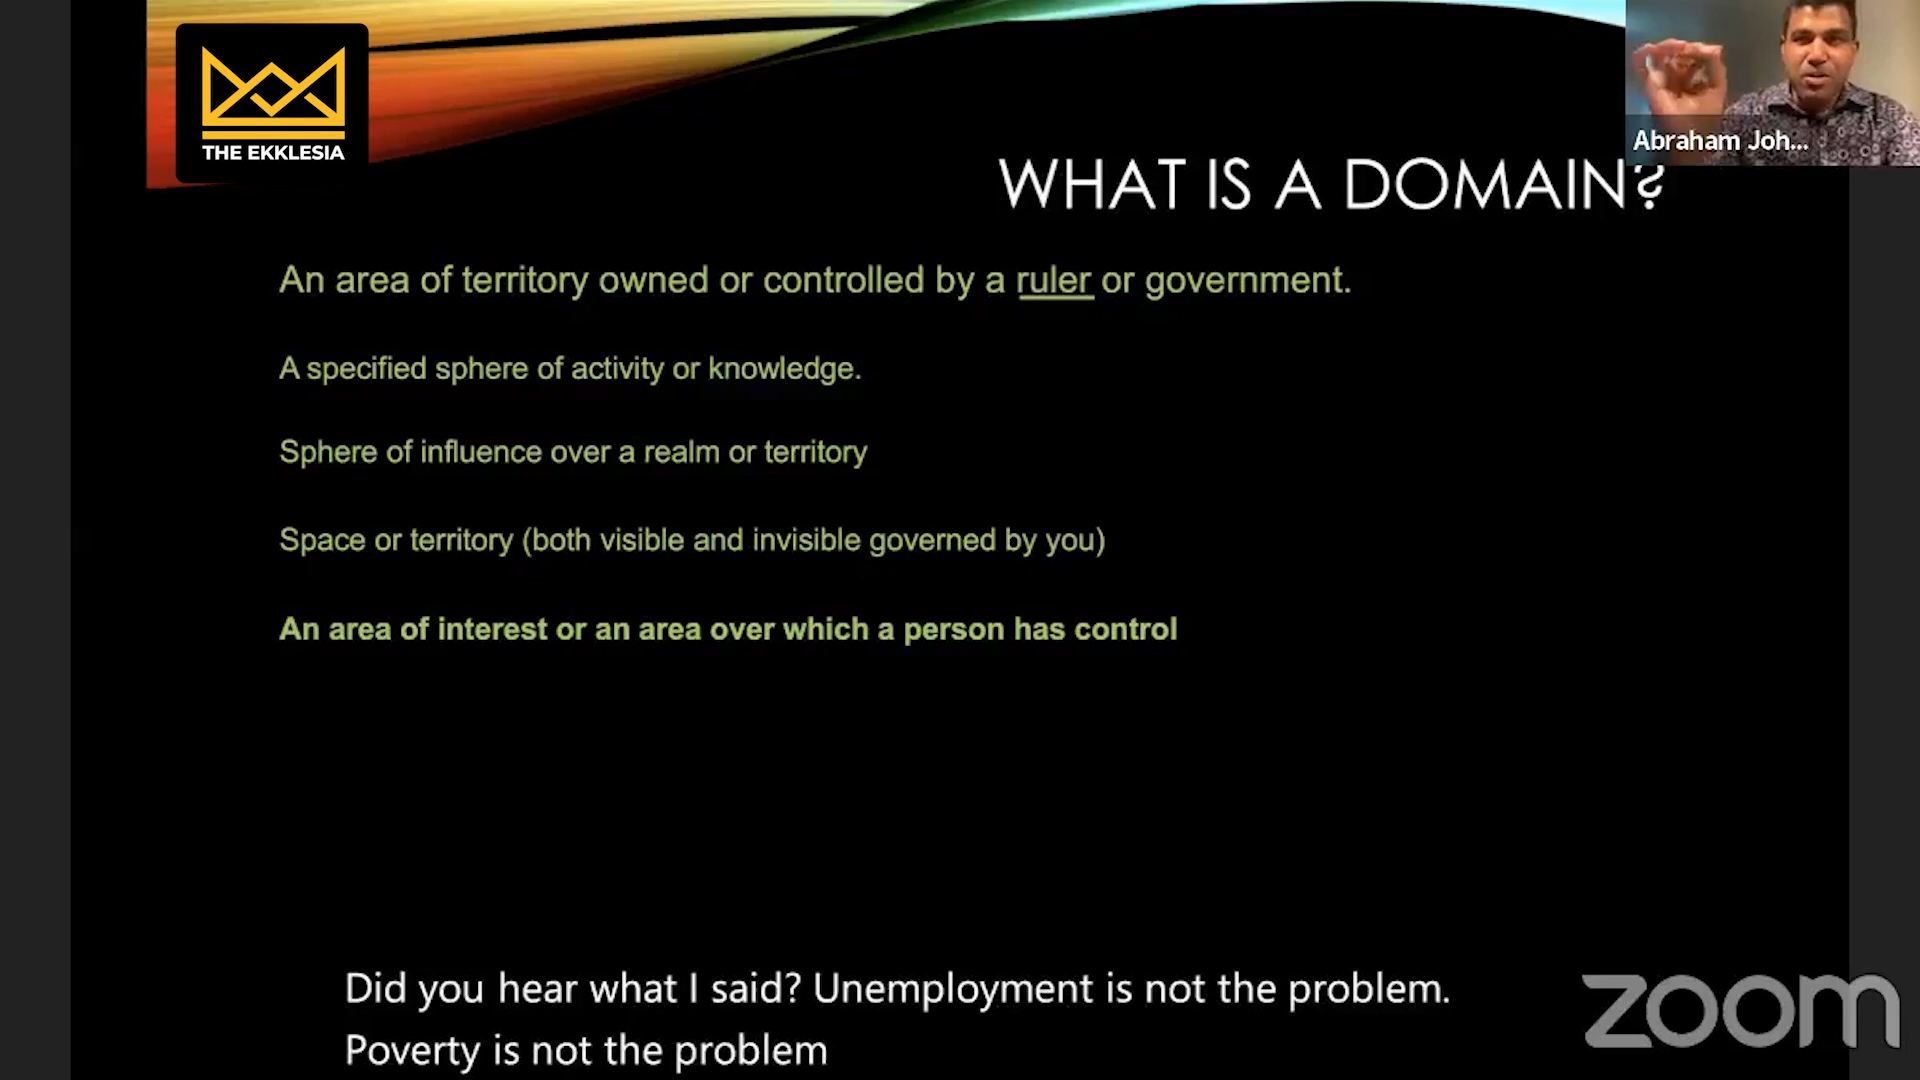 THE EKKLESIA
Abraham Joh...
WHAT IS A DOMAIN?
An area of territory owned or controlled by a ruler or government.
A specified sphere of activity or knowledge.
Sphere of influence over a realm or territory
Space or territory (both visible and invisible governed by you)
An area of interest or an area over which a person has control
Did you hear what I said? Unemployment is not the problem.
Poverty is not the problem
zoom